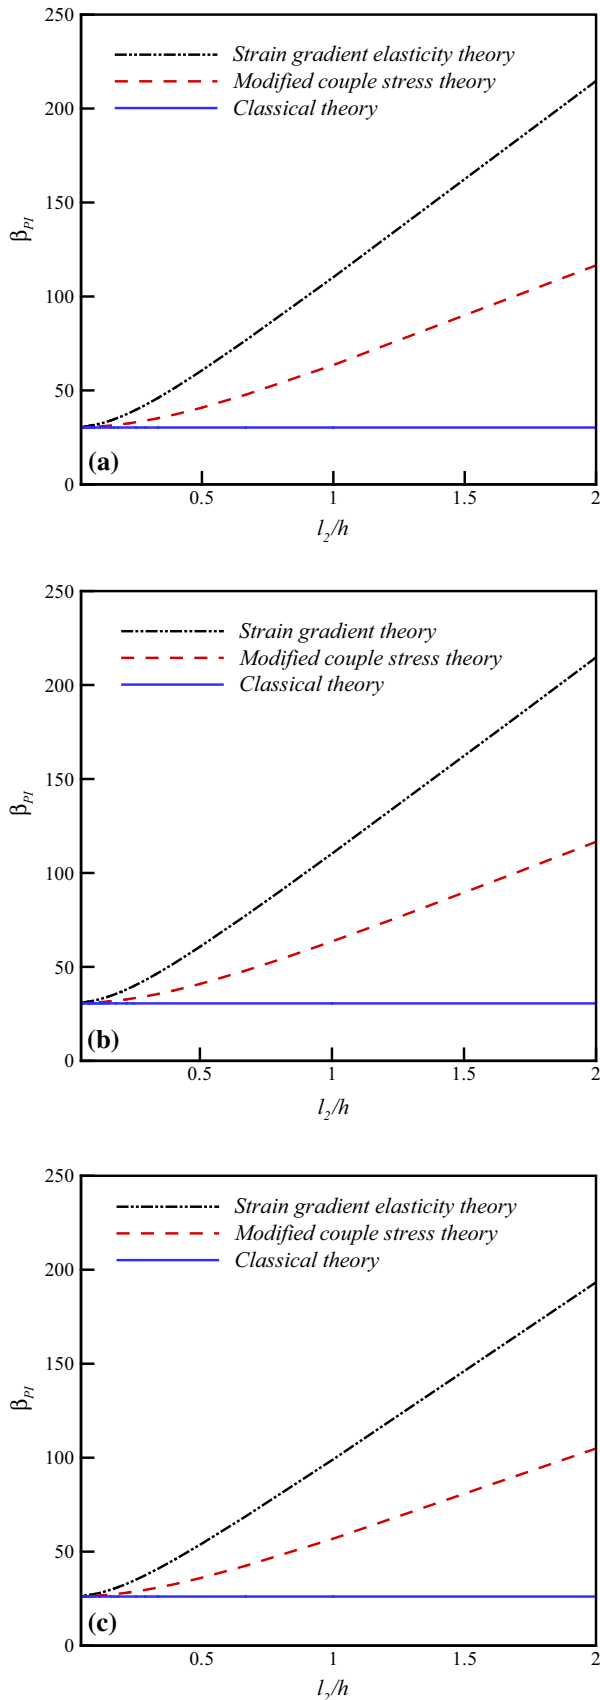 250
Strain gradient elasticity theory
Modified couple stress theory
Classical theory
200
150
β_PI
100
50
(a)
0
0.5 1 1.5 2
l₂/h
250
Strain gradient theory
Modified couple stress theory
Classical theory
200
150
β_PI
100
50
(b)
0
0.5 1 1.5 2
l₂/h
250
Strain gradient elasticity theory
Modified couple stress theory
Classical theory
200
150
β_PI
100
50
(c)
0
0.5 1 1.5 2
l₂/h